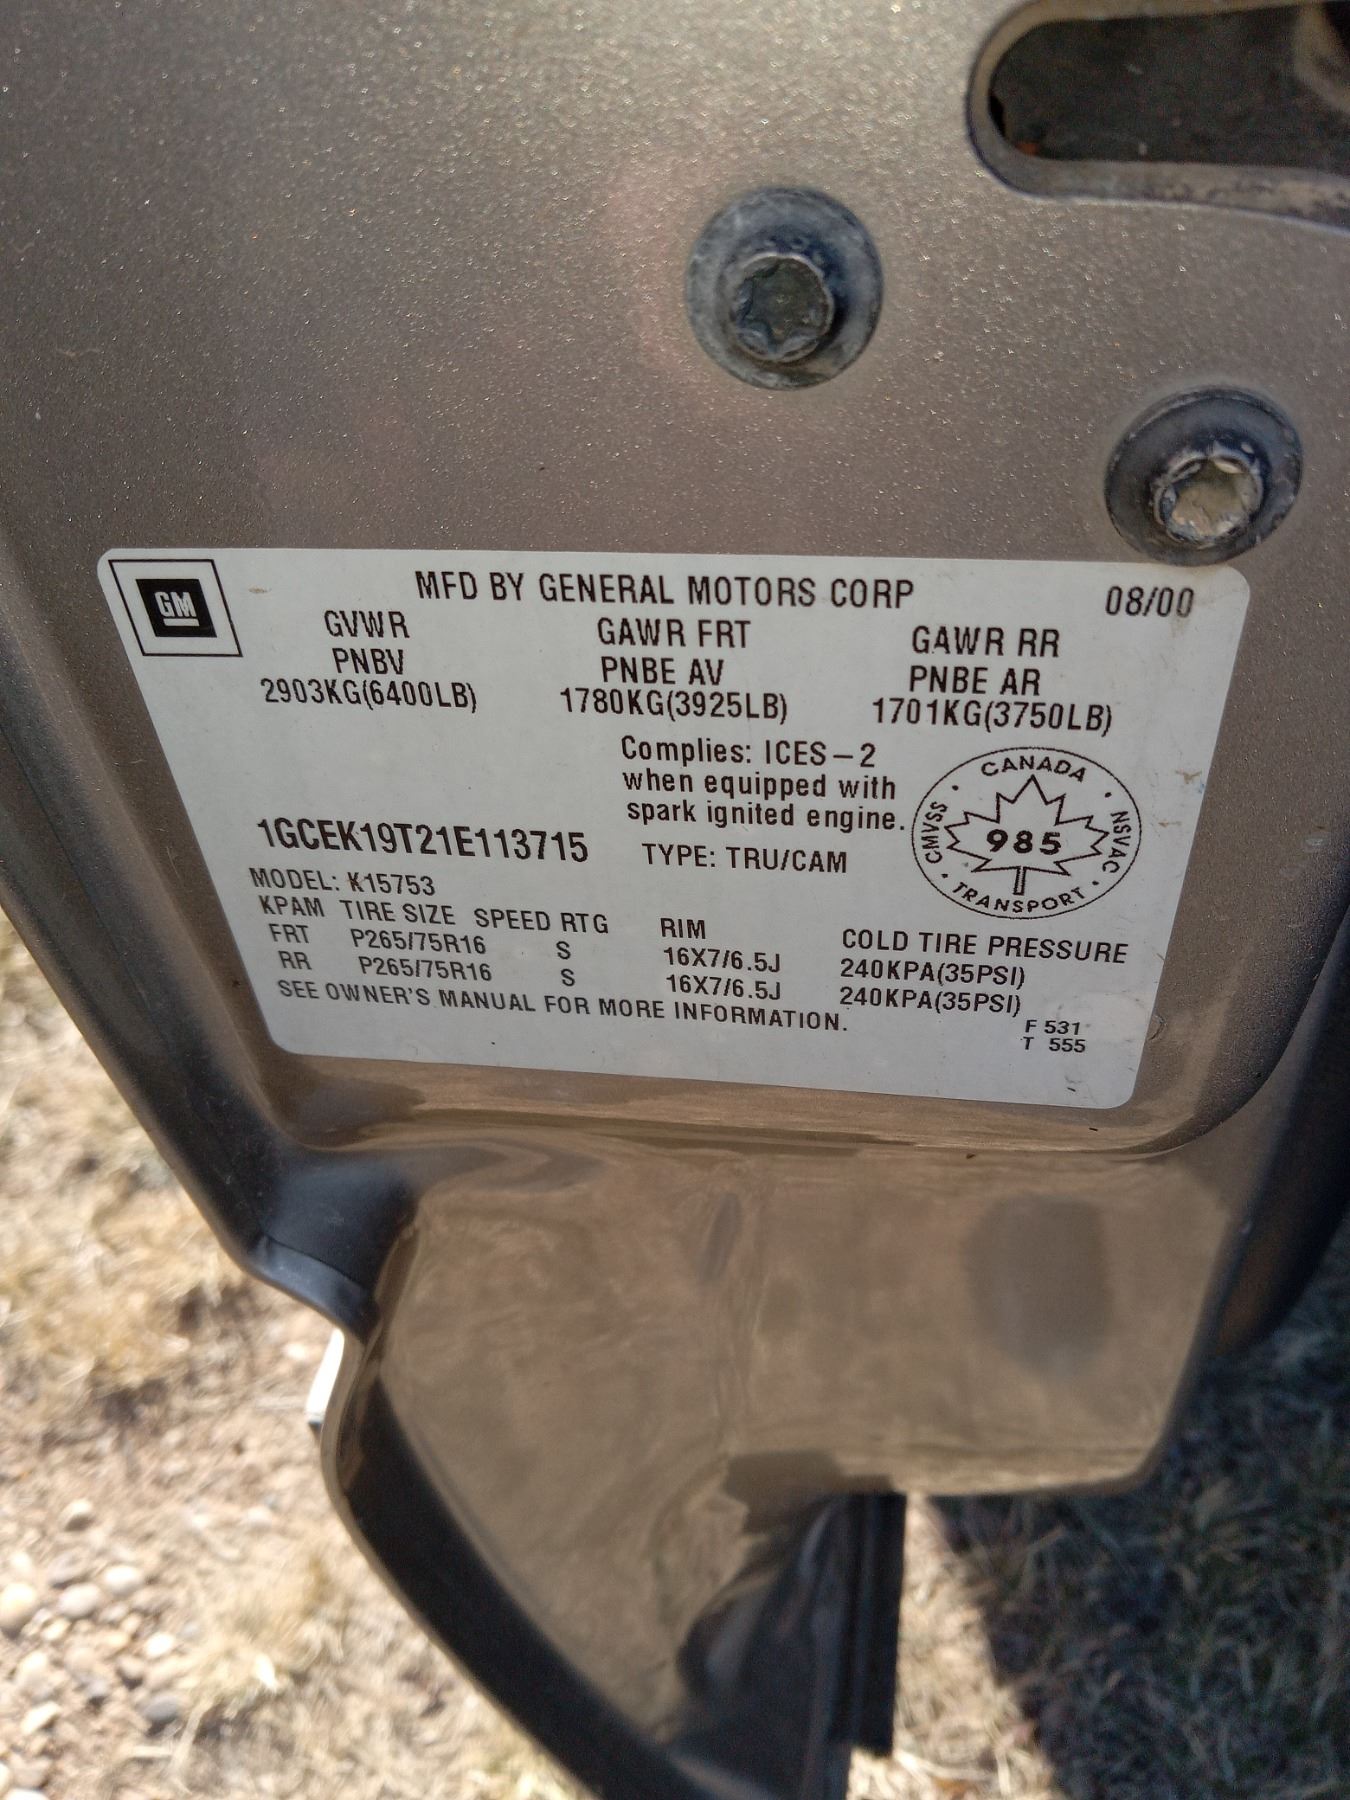 GM
MFD BY GENERAL MOTORS CORP 08/00
GVWR GAWR FRT GAWR RR
PNBV PNBE AV PNBE AR
2903KG(6400LB) 1780KG(3925LB) 1701KG(3750LB)
Complies: ICES-2
when equipped with
spark ignited engine.
CANADA
CMVSS 985 NSVAC
TRANSPORT
1GCEK19T21E113715 TYPE: TRU/CAM
MODEL: K15753
KPAM TIRE SIZE SPEED RTG RIM COLD TIRE PRESSURE
FRT P265/75R16 S 16X7/6.5J 240KPA(35PSI)
RR P265/75R16 S 16X7/6.5J 240KPA(35PSI)
SEE OWNER'S MANUAL FOR MORE INFORMATION.
F 531
T 555